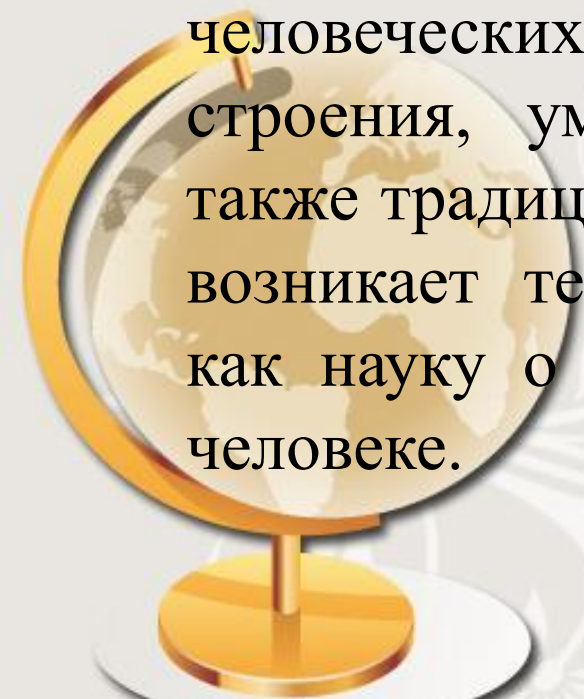 человеческих
строения,
также
возникает
как науку о
человеке.